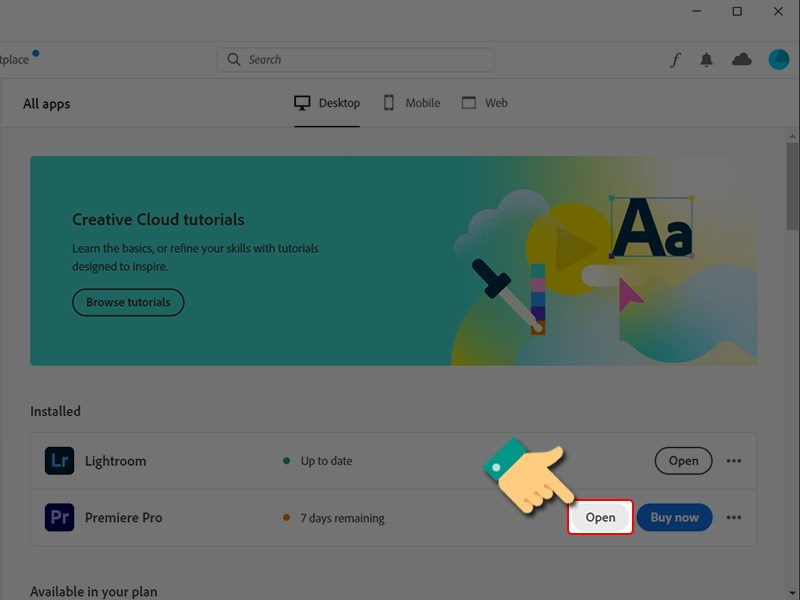 tplace
Search
All apps
Desktop
Mobile
Web
Creative Cloud tutorials
Learn the basics, or refine your skills with tutorials
designed to inspire.
Browse tutorials
Aa
Installed
Lr Lightroom
Up to date
Open
Pr Premiere Pro
7 days remaining
Open
Buy now
Available in your plan